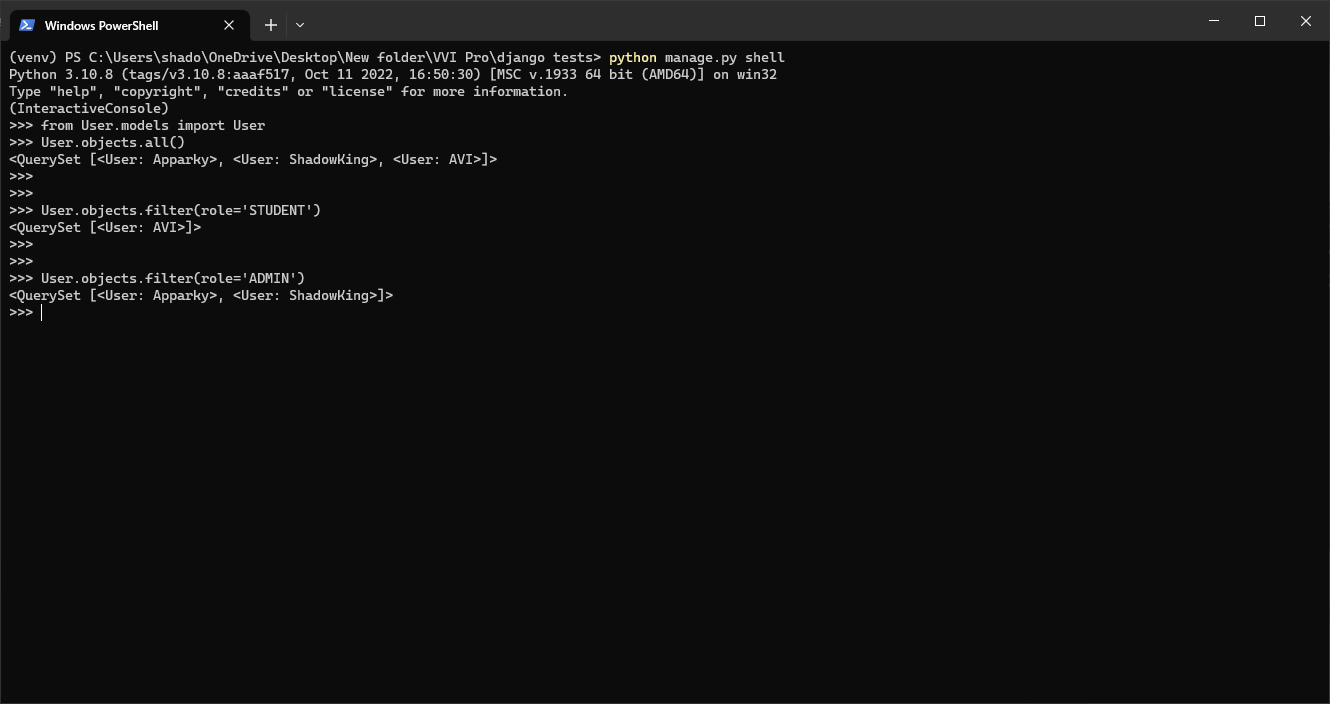 Windows PowerShell
(venv) PS C:\Users\shado\OneDrive\Desktop\New folder\VVI Pro\django tests> python manage.py shell
Python 3.10.8 (tags/v3.10.8:aaaf517, Oct 11 2022, 16:50:30) [MSC v.1933 64 bit (AMD64)] on win32
Type "help", "copyright", "credits" or "license" for more information.
(InteractiveConsole)
>>> from User.models import User
>>> User.objects.all()
<QuerySet [<User: Apparky>, <User: ShadowKing>, <User: AVI>]>
>>>
>>>
>>> User.objects.filter(role='STUDENT')
<QuerySet [<User: AVI>]>
>>>
>>>
>>> User.objects.filter(role='ADMIN')
<QuerySet [<User: Apparky>, <User: ShadowKing>]>
>>>